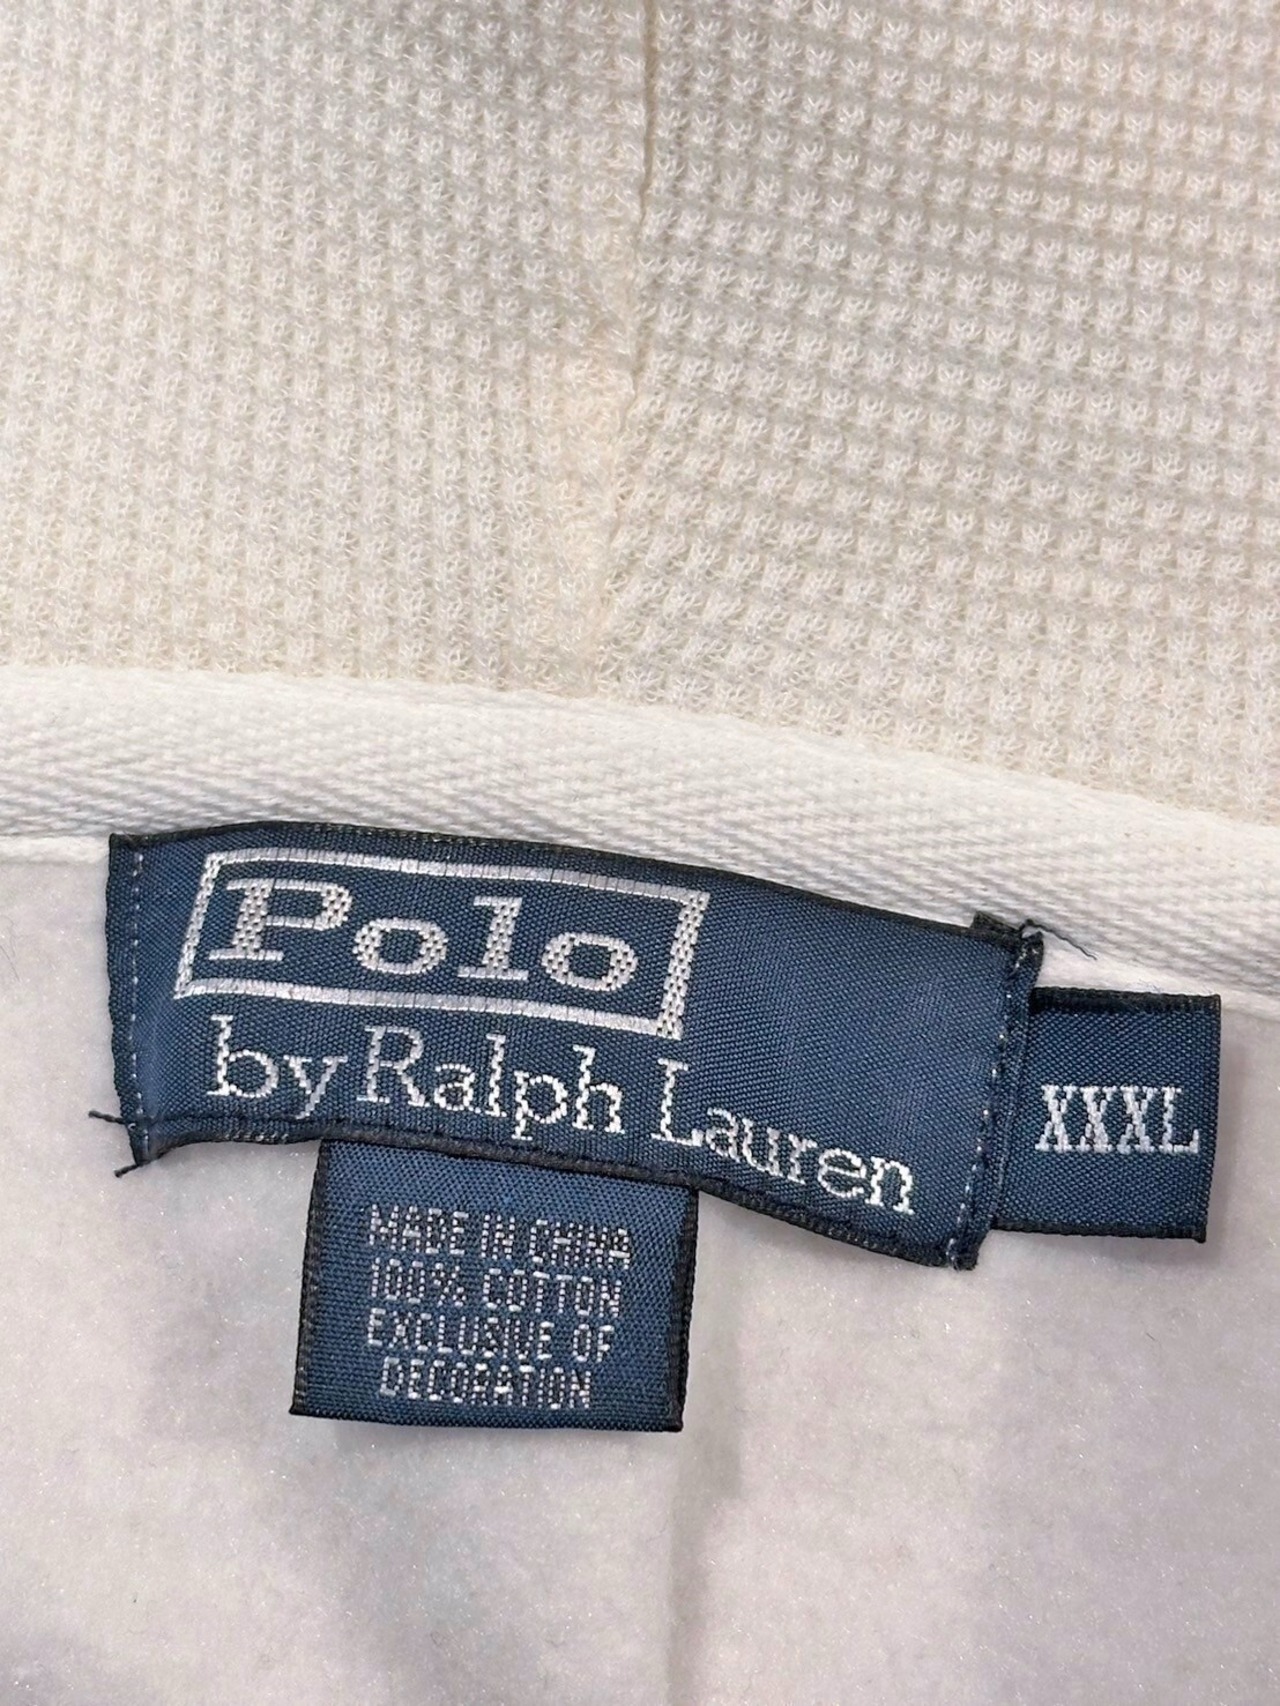 Polo
by Ralph Lauren
XXXL
MADE IN CHINA
100% COTTON
EXCLUSIVE OF
DECORATION